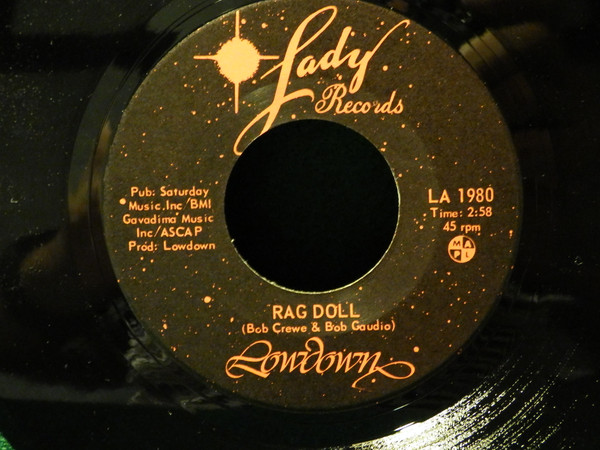 Lady
Records
Pub: Saturday
Music.Inc/BMI
Gavadima Music
Inc/ASCAP
Prod: Lowdown
LA 1980
Time: 2:58
45 rpm
M A
P L
RAG DOLL
(Bob Crewe & Bob Gaudio)
Lowdown